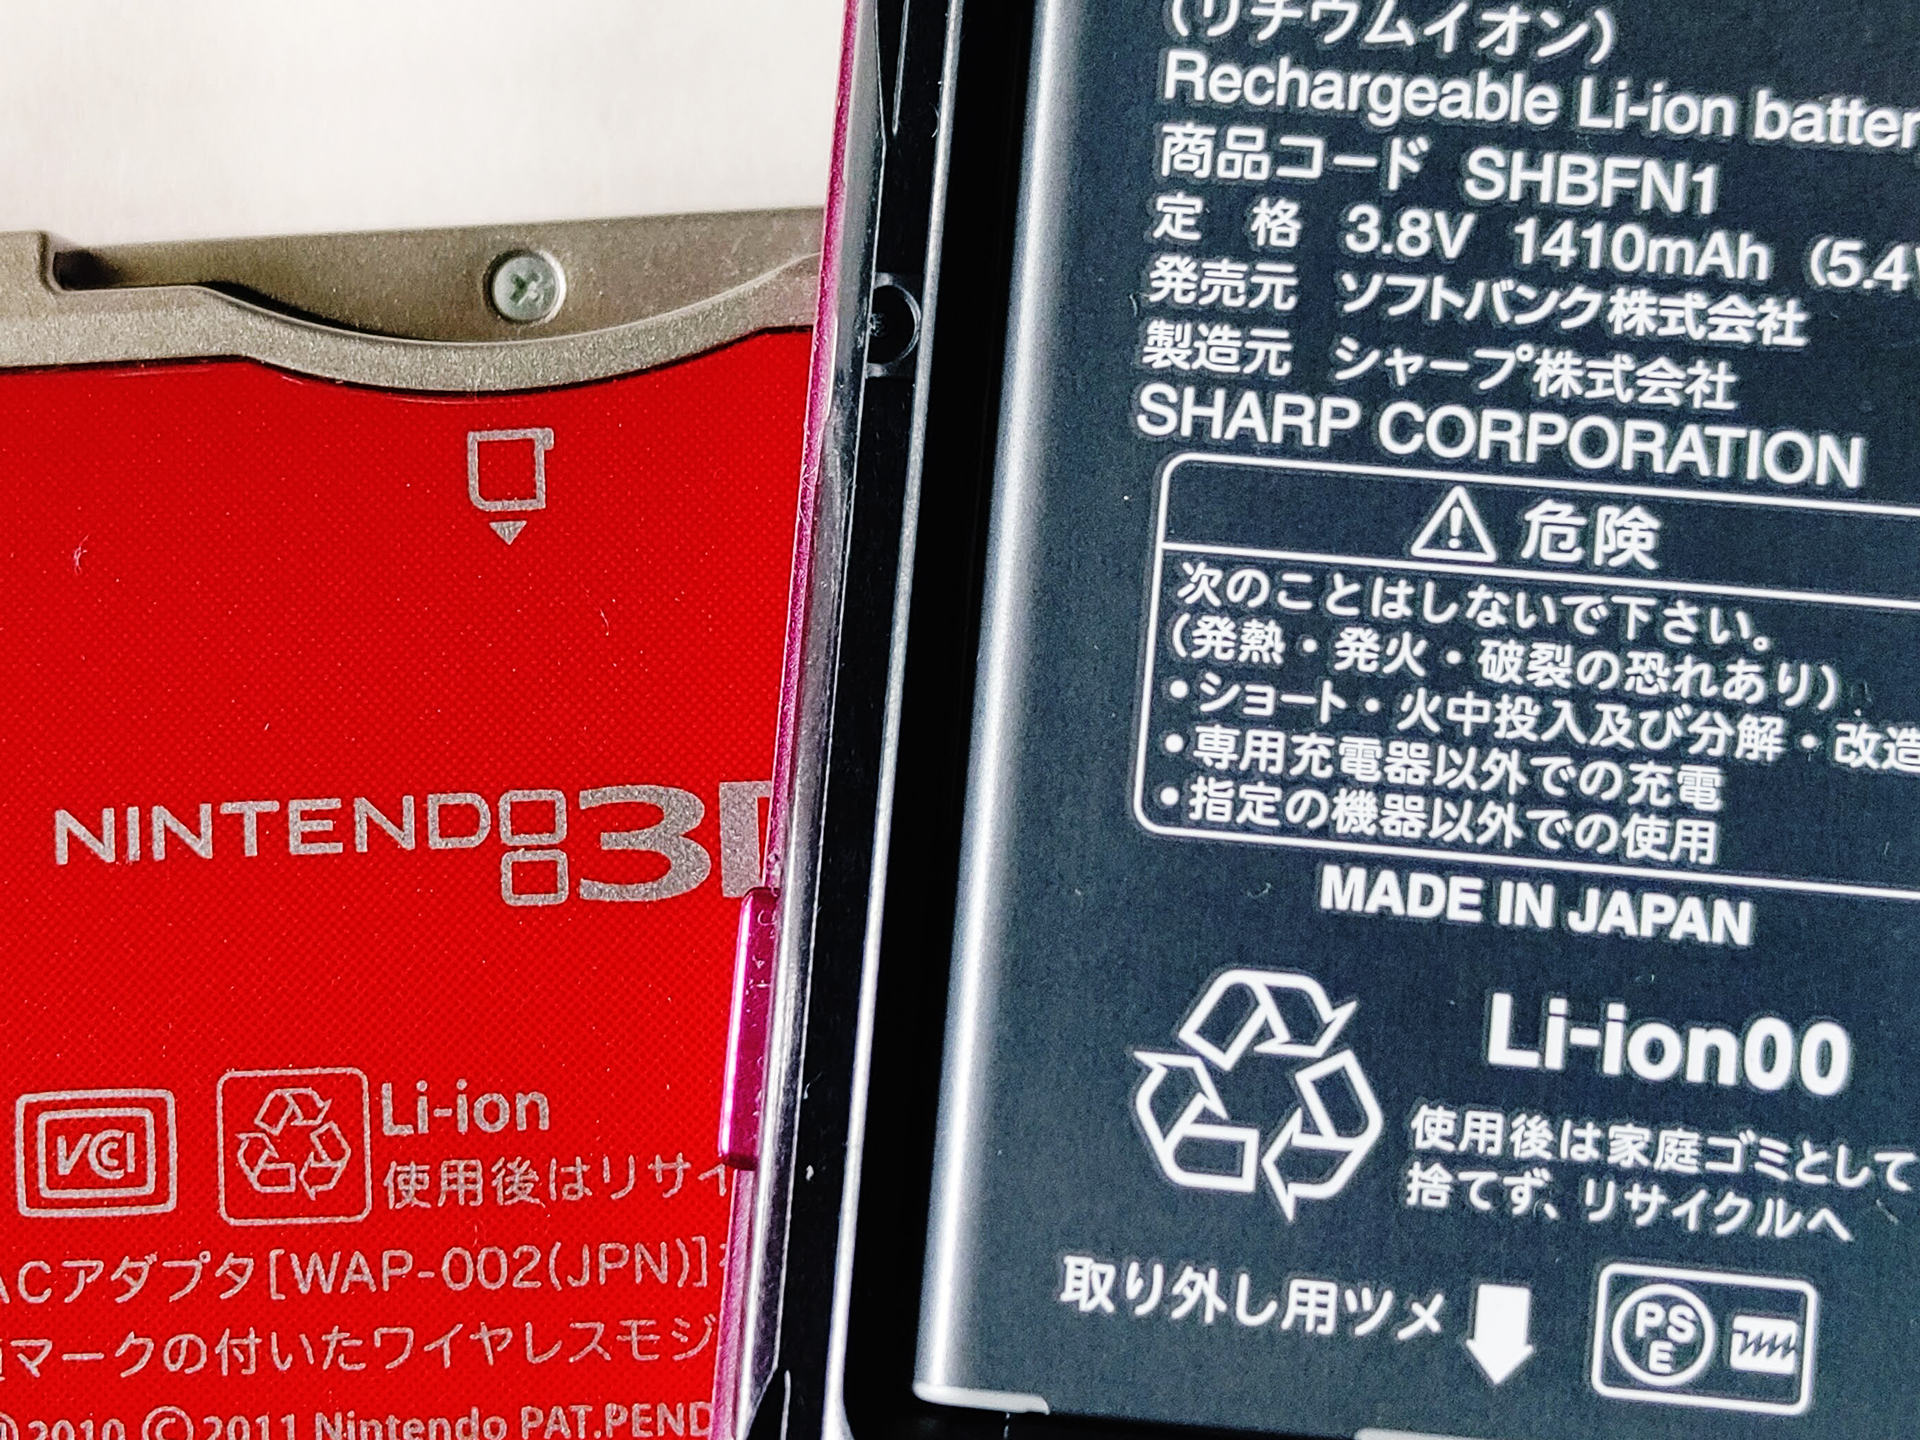 NINTENDO 3D
VCCI
Li-ion
使用後はリサイ
ACアダプタ[WAP-002(JPN)]
マークの付いたワイヤレスモジ
2010 ©2011 Nintendo PAT.PEND
(リチウムイオン)
Rechargeable Li-ion batter
商品コード SHBFN1
定 格 3.8V 1410mAh (5.4
発売元 ソフトバンク株式会社
製造元 シャープ株式会社
SHARP CORPORATION
危険
次のことはしないで下さい。
(発熱・発火・破裂の恐れあり)
・ショート・火中投入及び分解・改造
・専用充電器以外での充電
・指定の機器以外での使用
MADE IN JAPAN
Li-ion00
使用後は家庭ゴミとして
捨てず、リサイクルへ
取り外し用ツメ
PSE